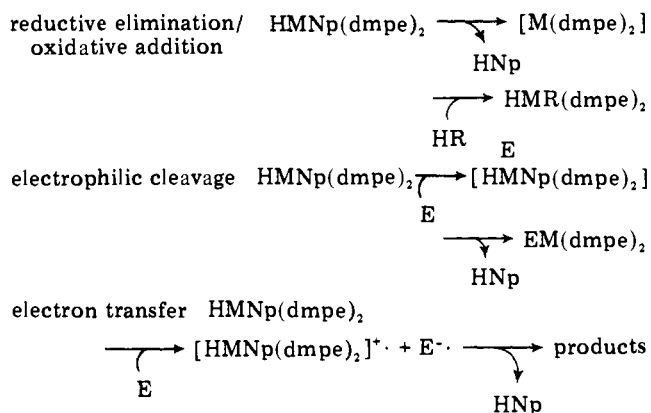 reductive elimination/ HMNp(dmpe)₂ → [M(dmpe)₂]
oxidative addition
HNp
→ HMR(dmpe)₂
HR
E
electrophilic cleavage HMNp(dmpe)₂ → [HMNp(dmpe)₂]
E
→ EM(dmpe)₂
HNp
electron transfer HMNp(dmpe)₂
→ [HMNp(dmpe)₂]⁺· + E⁻· → products
E
HNp